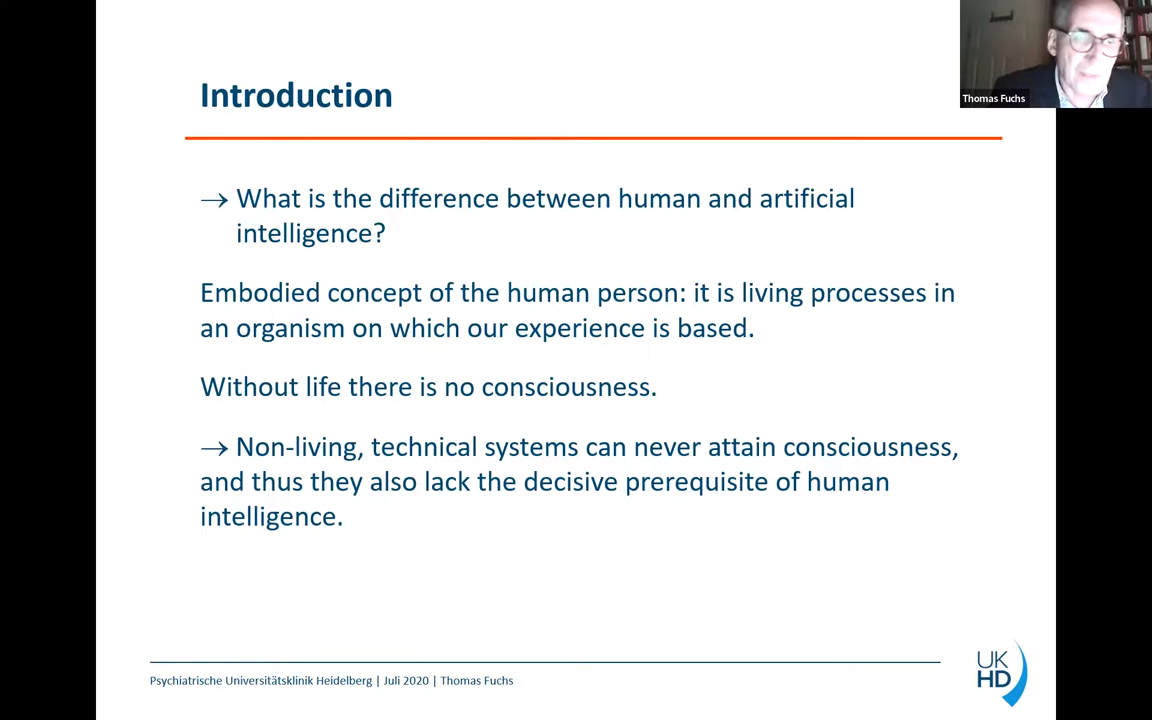 Introduction
Thomas Fuchs
→ What is the difference between human and artificial
intelligence?
Embodied concept of the human person: it is living processes in
an organism on which our experience is based.
Without life there is no consciousness.
→ Non-living, technical systems can never attain consciousness,
and thus they also lack the decisive prerequisite of human
intelligence.
Psychiatrische Universitätsklinik Heidelberg | Juli 2020 | Thomas Fuchs
UK
HD